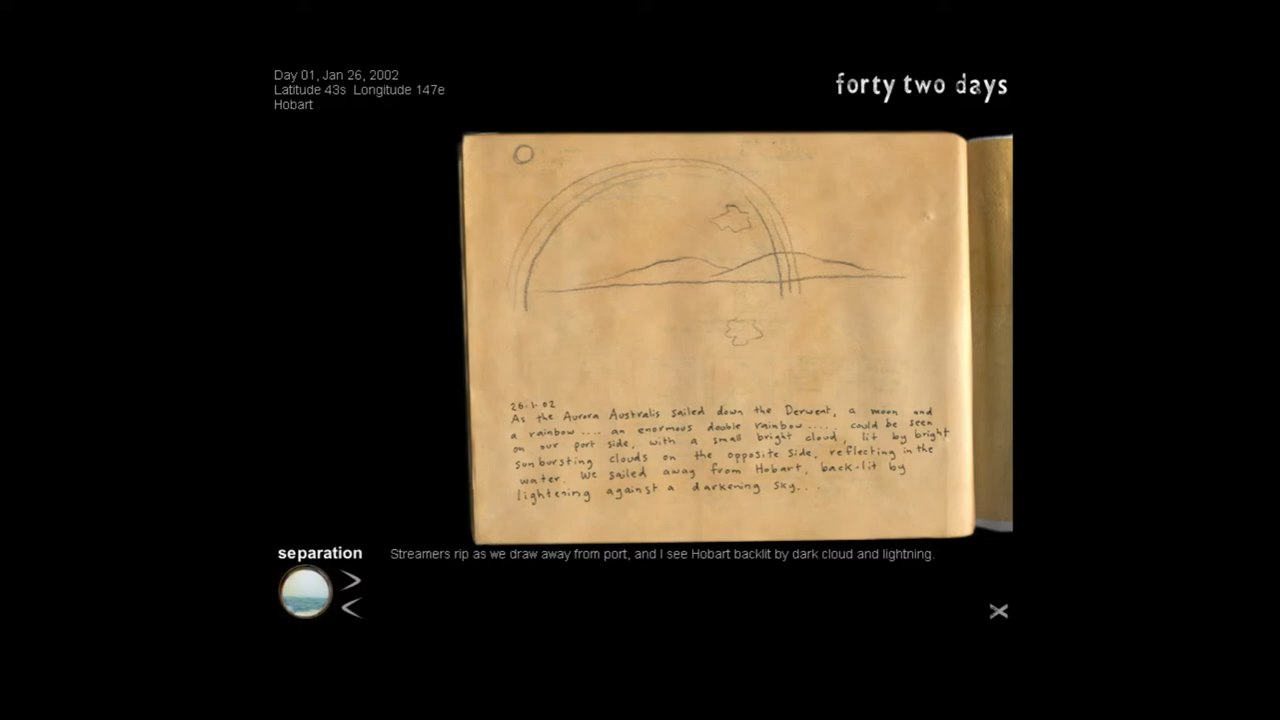 Day 01, Jan 26, 2002
Latitude 43s Longitude 147e
Hobart
forty two days
26.1.02
As the Aurora Australis sailed down the Derwent, a moon and
a rainbow.... an enormous double rainbow..... could be seen
on our port side, with a small bright cloud, lit by bright
sunbursting clouds on the opposite side, reflecting in the
water. We sailed away from Hobart, back-lit by
lightening against a darkening sky...
separation
Streamers rip as we draw away from port, and I see Hobart backlit by dark cloud and lightning.